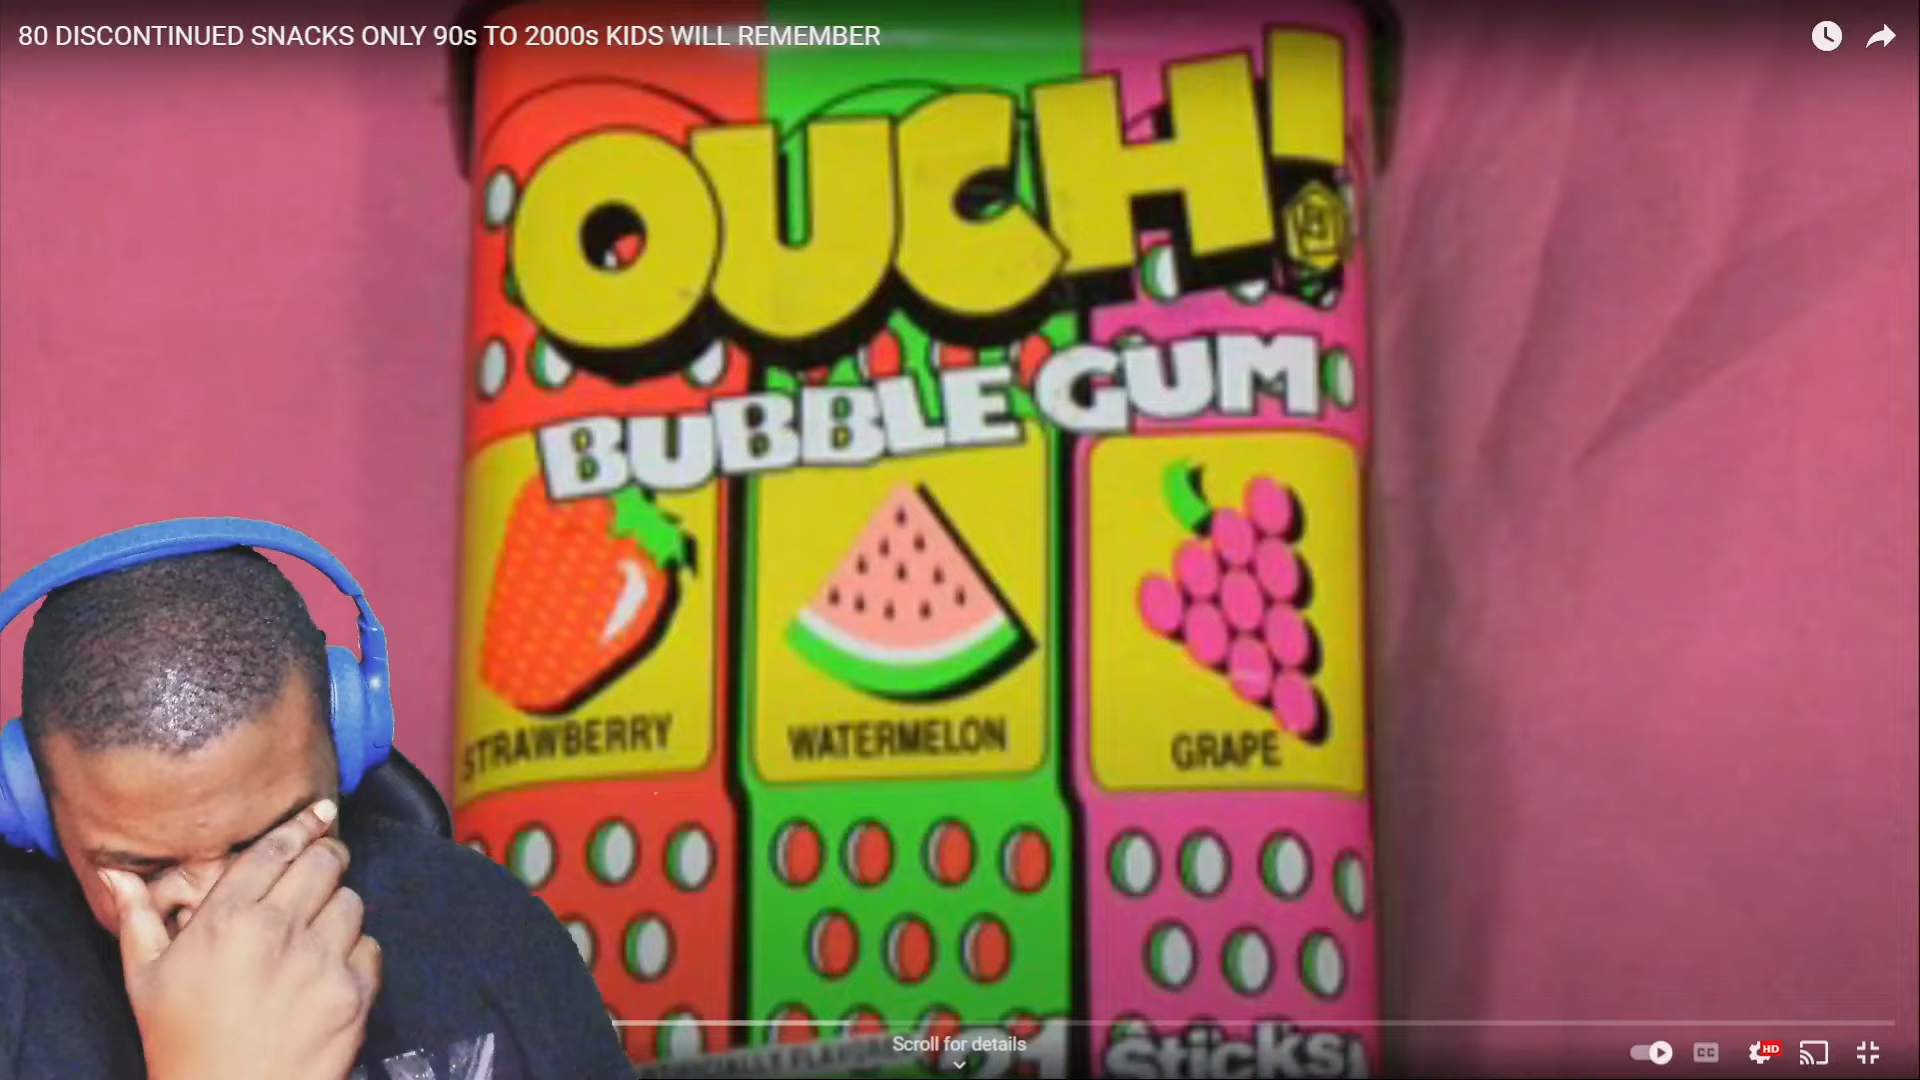 80 DISCONTINUED SNACKS ONLY 90s TO 2000s KIDS WILL REMEMBER
OUCH!
BUBBLE GUM
STRAWBERRY
WATERMELON
GRAPE
Scroll for details
Sticks
CC
HD